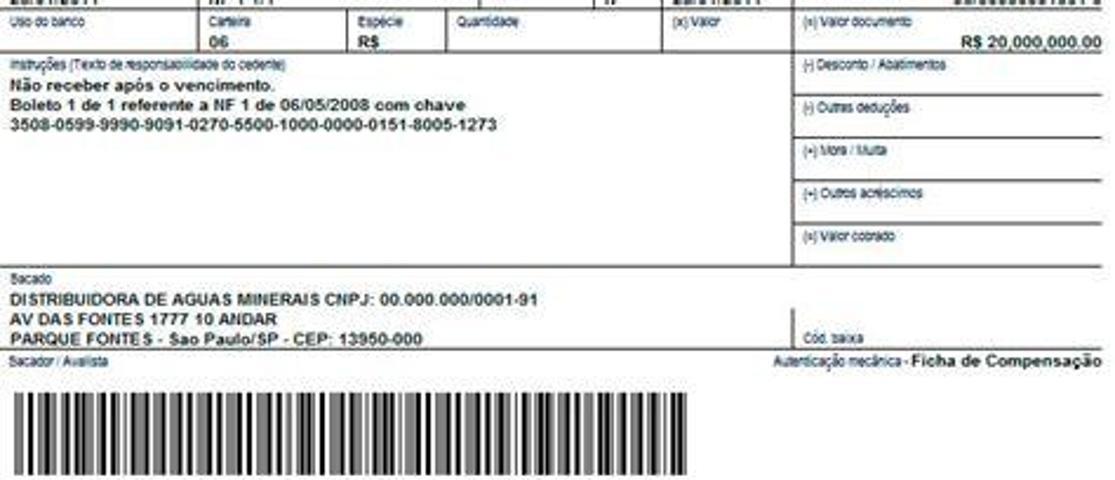 Uso do banco Carteira Espécie Quantidade (x) Valor (=) Valor documento
06 R$ R$ 20,000,000.00
Instruções (Texto de responsabilidade do cedente)
(-) Desconto / Abatimentos
Não receber após o vencimento.
Boleto 1 de 1 referente a NF 1 de 06/05/2008 com chave
(-) Outras deduções
3508-0599-9990-9091-0270-5500-1000-0000-0151-8005-1273
(+) Mora / Multa
(+) Outros acréscimos
(=) Valor cobrado
Sacado
DISTRIBUIDORA DE AGUAS MINERAIS CNPJ: 00.000.000/0001-91
AV DAS FONTES 1777 10 ANDAR
PARQUE FONTES - Sao Paulo/SP - CEP: 13950-000
Cód. baixa
Sacador / Avalista
Autenticação mecânica - Ficha de Compensação